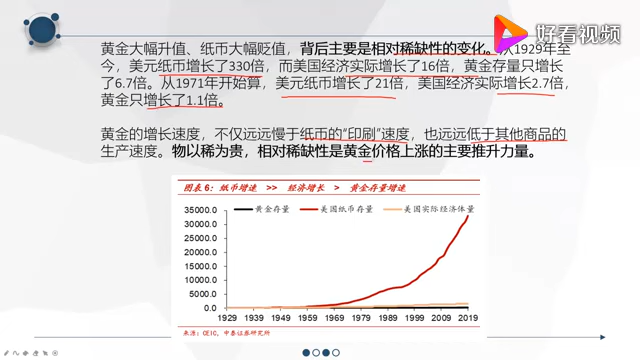 好看视频
黄金大幅升值、纸币大幅贬值，背后主要是相对稀缺性的变化。从1929年至
今，美元纸币增长了330倍，而美国经济实际增长了16倍，黄金存量只增长
了6.7倍。从1971年开始算，美元纸币增长了21倍，美国经济实际增长2.7倍，
黄金只增长了1.1倍。
黄金的增长速度，不仅远远慢于纸币的“印刷”速度，也远远低于其他商品的
生产速度。物以稀为贵，相对稀缺性是黄金价格上涨的主要推升力量。
图表 6：纸币增速 >> 经济增长 > 黄金存量增速
黄金存量 美国纸币存量 美国实际经济体量
35000.0
30000.0
25000.0
20000.0
15000.0
10000.0
5000.0
0.0
1929 1939 1949 1959 1969 1979 1989 1999 2009 2019
来源：CEIC，中泰证券研究所